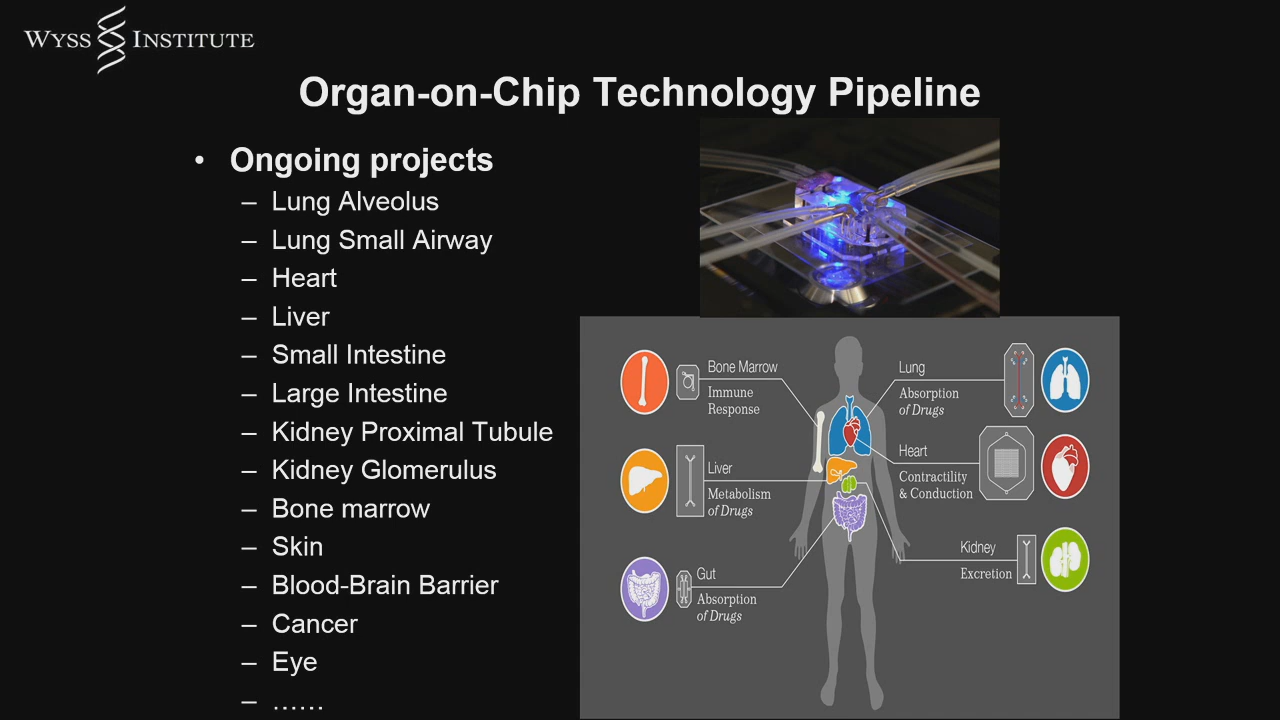 WYSS INSTITUTE
Organ-on-Chip Technology Pipeline
• Ongoing projects
– Lung Alveolus
– Lung Small Airway
– Heart
– Liver
– Small Intestine
– Large Intestine
– Kidney Proximal Tubule
– Kidney Glomerulus
– Bone marrow
– Skin
– Blood-Brain Barrier
– Cancer
– Eye
– ......
Bone Marrow
Immune
Response
Liver
Metabolism
of Drugs
Gut
Absorption
of Drugs
Lung
Absorption
of Drugs
Heart
Contractility
& Conduction
Kidney
Excretion